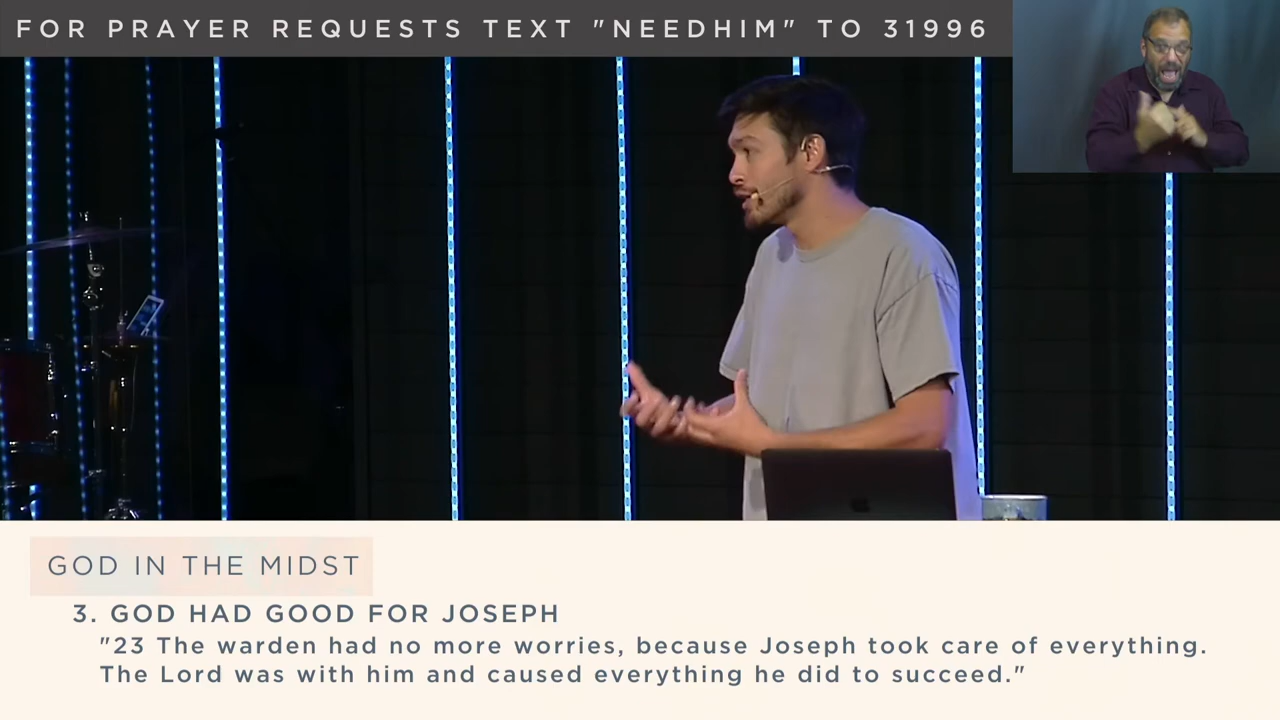 FOR PRAYER REQUESTS TEXT "NEEDHIM" TO 31996
GOD IN THE MIDST
3. GOD HAD GOOD FOR JOSEPH
"23 The warden had no more worries, because Joseph took care of everything.
The Lord was with him and caused everything he did to succeed."